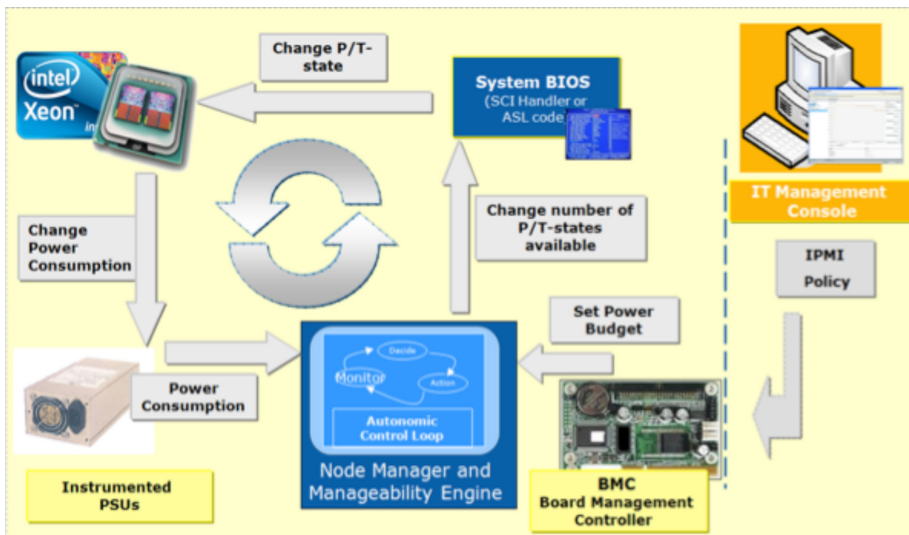 Change P/T-
state
intel
Xeon
System BIOS
(SCI Handler or
ASL code)
IT Management
Console
Change
Power
Consumption
Change number of
P/T-states
available
IPMI
Policy
Set Power
Budget
Power
Consumption
Decide
Monitor
Action
Autonomic
Control Loop
Node Manager and
Manageability Engine
Instrumented
PSUs
BMC
Board Management
Controller